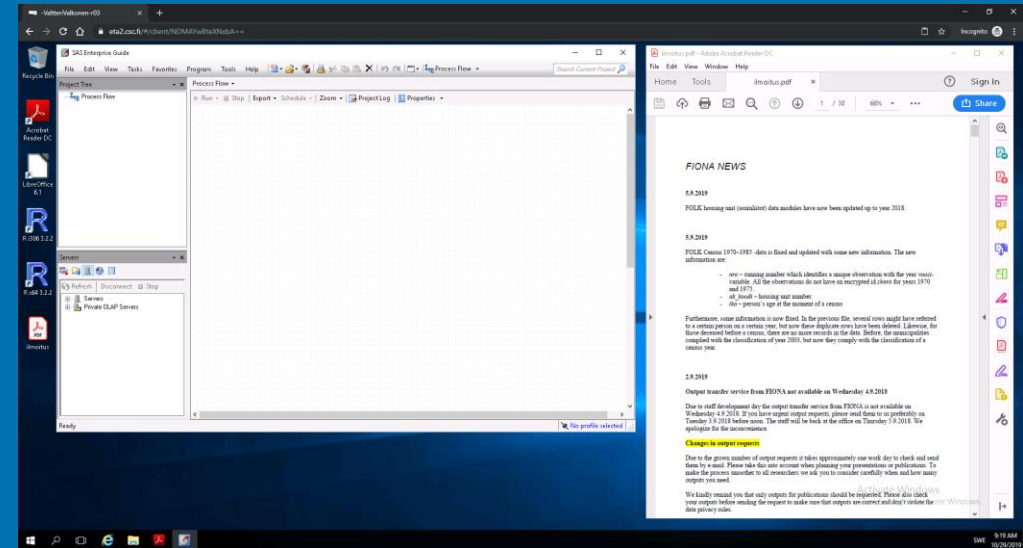 -ValtteriValkonen-r03
eta2.csc.fi/#/client/NDMAYwBteXNxbA==
Incognito
Recycle Bin
Acrobat Reader DC
LibreOffice 6.1
R i386 3.2.2
R x64 3.2.2
ilmoitus
SAS Enterprise Guide
File Edit View Tasks Favorites Program Tools Help Process Flow
Search Current Project
Project Tree
Process Flow
Process Flow
Run Stop Export Schedule Zoom Project Log Properties
Servers
Refresh Disconnect Stop
Servers
Private OLAP Servers
Ready
No profile selected
ilmoitus.pdf - Adobe Acrobat Reader DC
File Edit View Window Help
Home Tools ilmoitus.pdf Sign In
1 / 30 66% Share
FIONA NEWS
5.9.2019
FOLK housing unit (asuinliitot) data modules have now been updated up to year 2018.
5.9.2019
FOLK Census 1970–1985 -data is fixed and updated with some new information. The new
information are
- nro – running number which identifies a unique observation with the year vuosi-
variable. All the observations do not have an encrypted id shnro for years 1970
and 1975.
- housing unit number
- ika – person's age at the moment of a census
Furthermore, some information is now fixed. In the previous file, several rows might have referred
to a certain person on a certain year, but now these duplicate rows have been deleted. Likewise, for
those deceased before a census, there are no more records in the data. Before, the municipalities
complied with the classification of year 2003, but now they comply with the classification of a
census year.
2.9.2019
Output transfer service from FIONA not available on Wednesday 4.9.2018
Due to staff development day the output transfer service from FIONA is not available on
Wednesday 4.9.2018. If you have urgent output requests, please send them to us preferably on
Tuesday 3.9.2018 before noon. The staff will be back at the office on Thursday 5.9.2018. We
apologize for the inconvenience.
Changes in output requests
Due to the grown number of output requests it takes approximately one work day to check and send
them by e-mail. Please take this into account when planning your presentations or publications. To
make the process smoother to all researchers we ask you to consider carefully when and how many
outputs you need.
We kindly remind you that only outputs for publications should be requested. Please also check
your outputs before sending the request to make sure that outputs are correct and don't violate the
data privacy rules.
Activate Windows
SWE 9:19 AM
10/29/2019